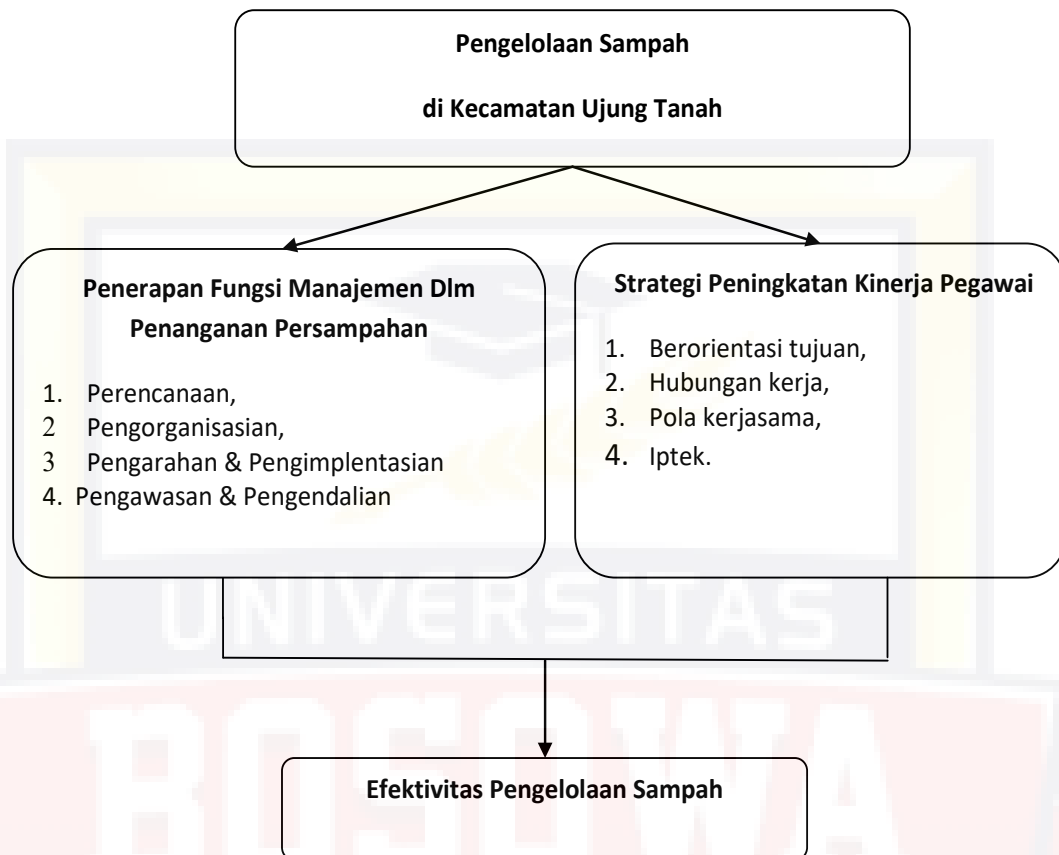 Pengelolaan Sampah
di Kecamatan Ujung Tanah
Penerapan Fungsi Manajemen Dlm
Penanganan Persampahan
1. Perencanaan,
2 Pengorganisasian,
3 Pengarahan & Pengimplentasian
4. Pengawasan & Pengendalian
Strategi Peningkatan Kinerja Pegawai
1. Berorientasi tujuan,
2. Hubungan kerja,
3. Pola kerjasama,
4. Iptek.
UNIVERSITAS
BOSOWA
Efektivitas Pengelolaan Sampah